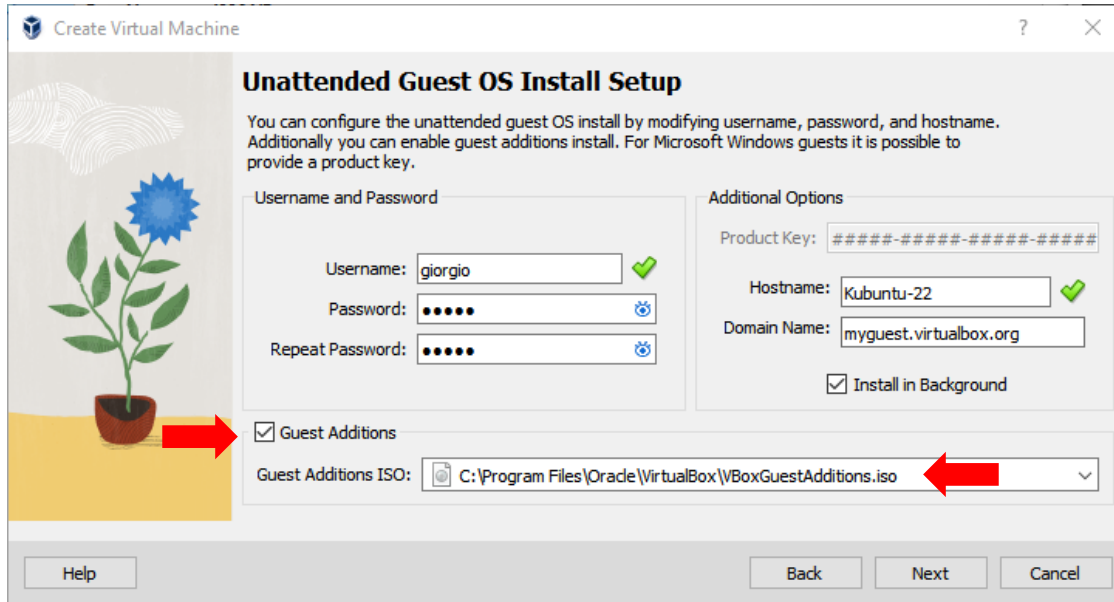 Create Virtual Machine
Unattended Guest OS Install Setup
You can configure the unattended guest OS install by modifying username, password, and hostname.
Additionally you can enable guest additions install. For Microsoft Windows guests it is possible to
provide a product key.
Username and Password
Username: giorgio
Password: ●●●●●
Repeat Password: ●●●●●
Additional Options
Product Key: #####-#####-#####-#####
Hostname: Kubuntu-22
Domain Name: myguest.virtualbox.org
Install in Background
Guest Additions
Guest Additions ISO: C:\Program Files\Oracle\VirtualBox\VBoxGuestAdditions.iso
Help
Back
Next
Cancel